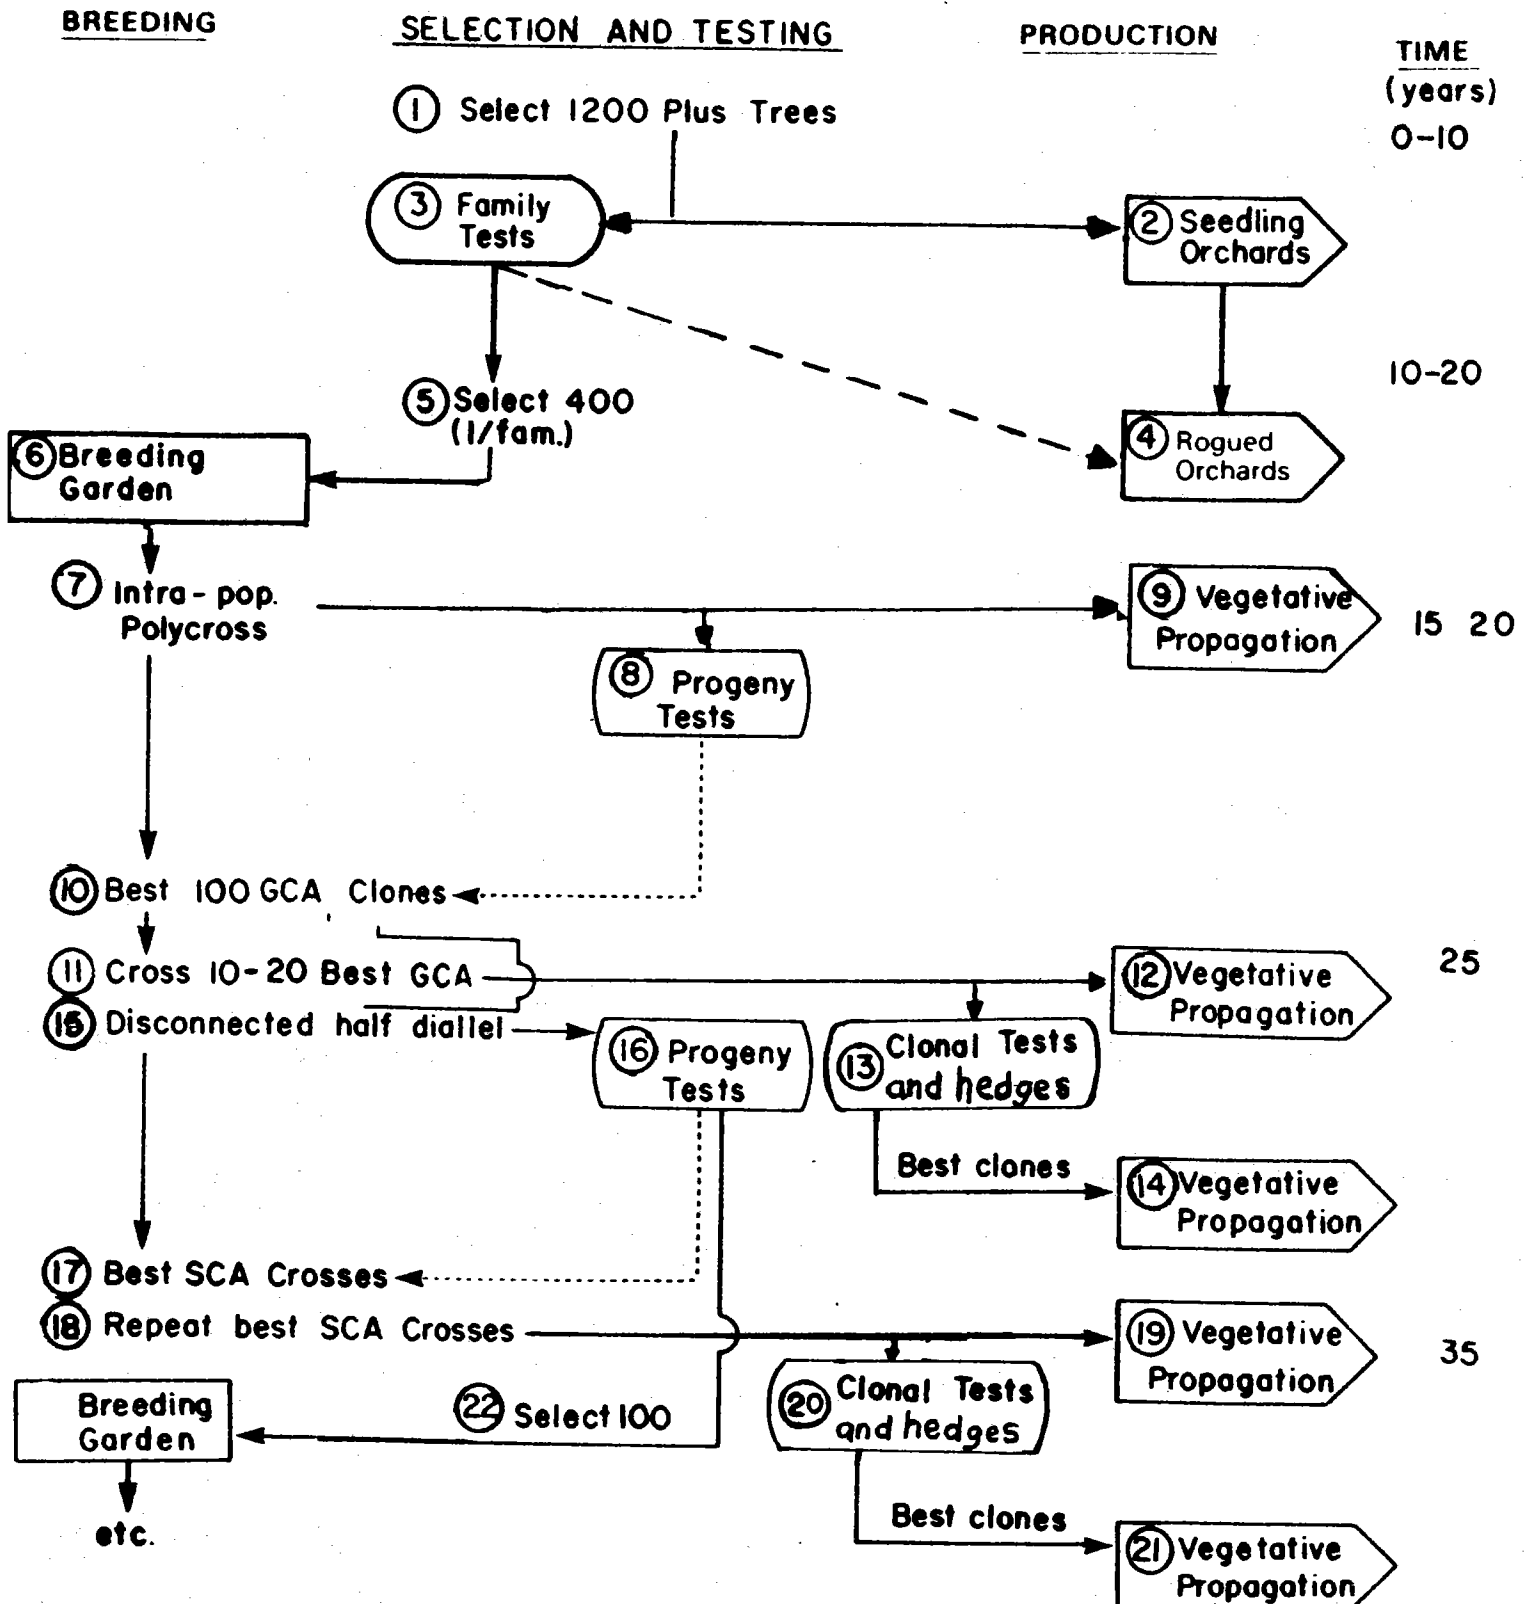 BREEDING
SELECTION AND TESTING
PRODUCTION
TIME
(years)
0-10
① Select 1200 Plus Trees
③ Family
Tests
② Seedling
Orchards
10-20
⑤ Select 400
(1/fam.)
④ Rogued
Orchards
⑥ Breeding
Garden
⑦ Intra-pop.
Polycross
⑨ Vegetative
Propagation
15 20
⑧ Progeny
Tests
⑩ Best 100 GCA Clones
⑪ Cross 10-20 Best GCA
⑫ Vegetative
Propagation
25
⑮ Disconnected half diallel
⑯ Progeny
Tests
⑬ Clonal Tests
and hedges
Best clones
⑭ Vegetative
Propagation
⑰ Best SCA Crosses
⑱ Repeat best SCA Crosses
⑲ Vegetative
Propagation
35
Breeding
Garden
㉒ Select 100
⑳ Clonal Tests
and hedges
etc.
Best clones
㉑ Vegetative
Propagation